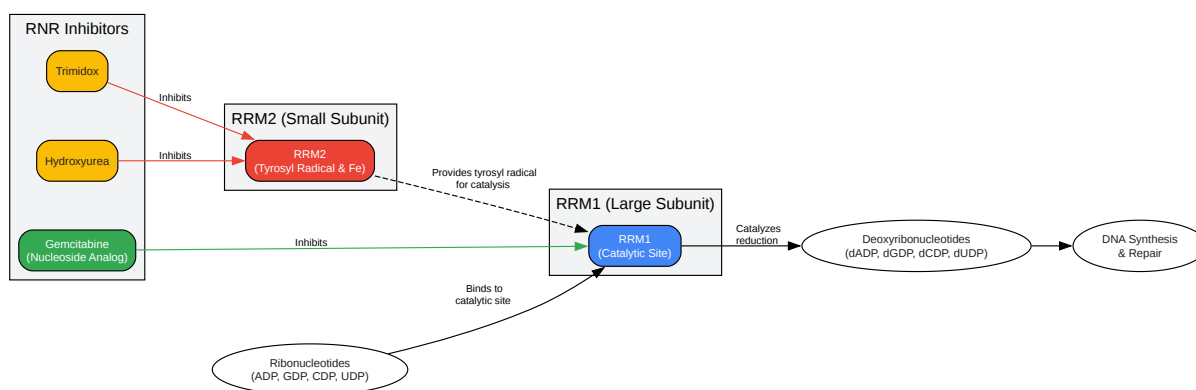 RNR Inhibitors
Trimidox
Inhibits
RRM2 (Small Subunit)
Hydroxyurea
Inhibits
RRM2
(Tyrosyl Radical & Fe)
Provides tyrosyl radical
for catalysis
RRM1 (Large Subunit)
Gemcitabine
(Nucleoside Analog)
Inhibits
RRM1
(Catalytic Site)
Catalyzes
reduction
Deoxyribonucleotides
(dADP, dGDP, dCDP, dUDP)
DNA Synthesis
& Repair
Binds to
catalytic site
Ribonucleotides
(ADP, GDP, CDP, UDP)